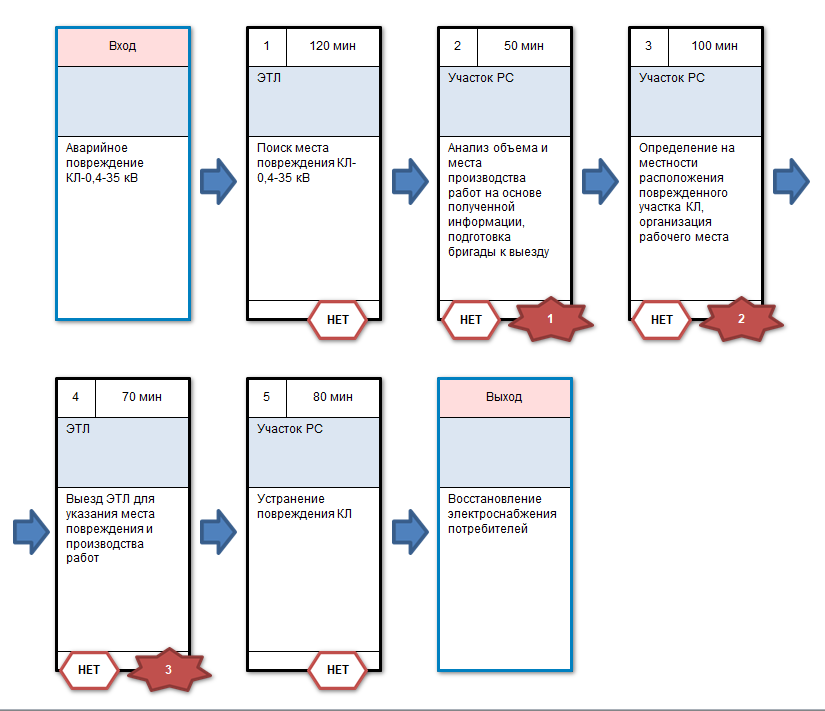 Вход
Аварийное
повреждение
КЛ-0,4-35 кВ
1
120 мин
ЭТЛ
Поиск места
повреждения КЛ-
0,4-35 кВ
НЕТ
2
50 мин
Участок РС
Анализ объема и
места
производства
работ на основе
полученной
информации,
подготовка
бригады к выезду
НЕТ
1
3
100 мин
Участок РС
Определение на
местности
расположения
поврежденного
участка КЛ,
организация
рабочего места
НЕТ
2
4
70 мин
ЭТЛ
Выезд ЭТЛ для
указания места
повреждения и
производства
работ
НЕТ
3
5
80 мин
Участок РС
Устранение
повреждения КЛ
НЕТ
Выход
Восстановление
электроснабжения
потребителей